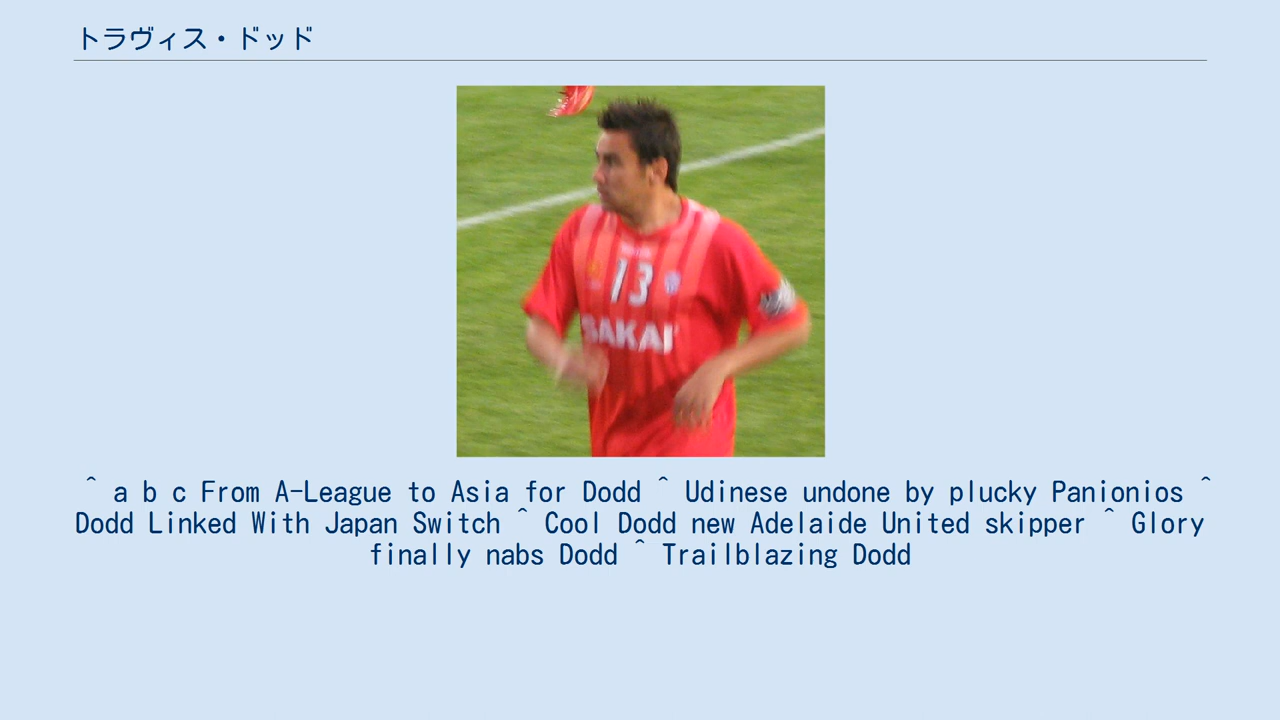 トラヴィス・ドッド
13
SAKAI
^ a b c From A-League to Asia for Dodd ^ Udinese undone by plucky Panionios ^
Dodd Linked With Japan Switch ^ Cool Dodd new Adelaide United skipper ^ Glory
finally nabs Dodd ^ Trailblazing Dodd